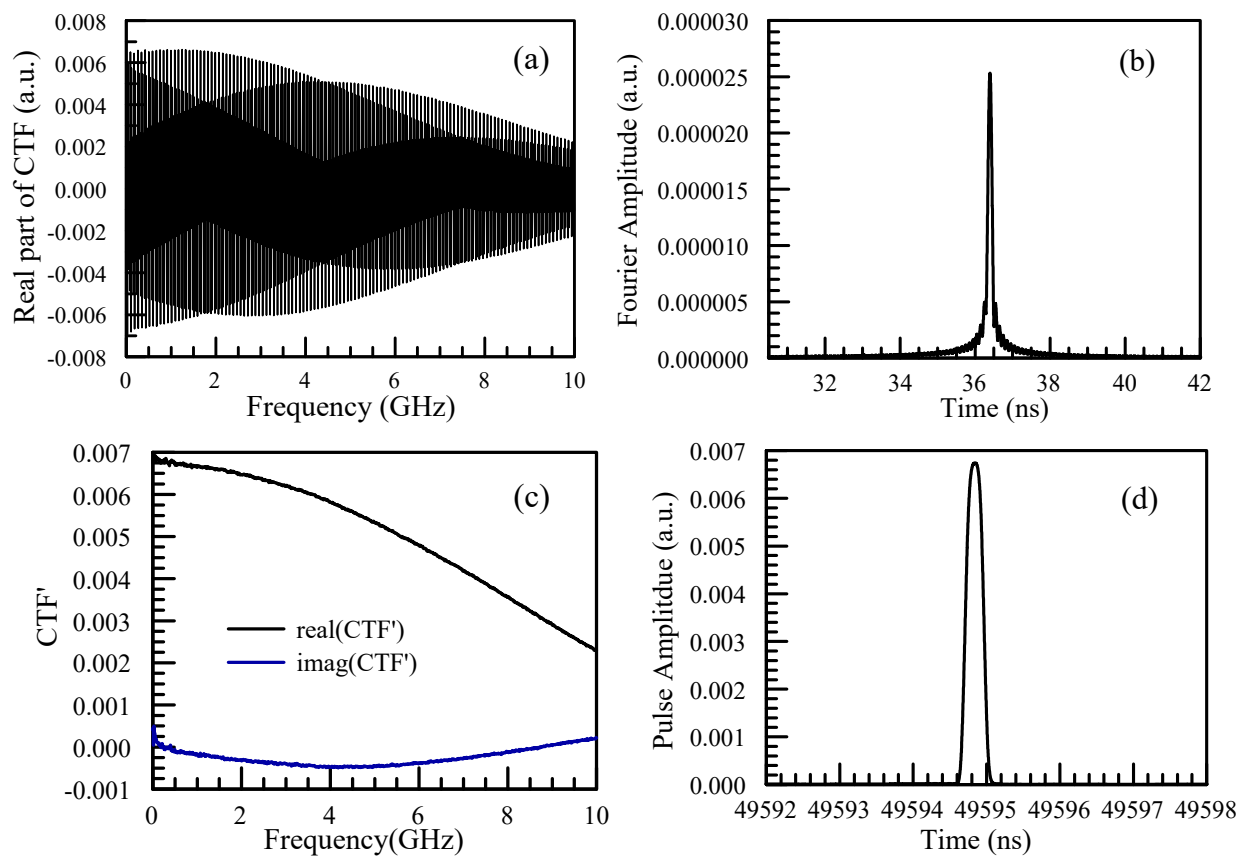 (a)
Real part of CTF (a.u.)
0.008
0.006
0.004
0.002
0.000
-0.002
-0.004
-0.006
-0.008
0 2 4 6 8 10
Frequency (GHz)
(b)
Fourier Amplitude (a.u.)
0.000030
0.000025
0.000020
0.000015
0.000010
0.000005
0.000000
32 34 36 38 40 42
Time (ns)
(c)
CTF'
0.007
0.006
0.005
0.004
0.003
0.002
0.001
0.000
-0.001
real(CTF')
imag(CTF')
0 2 4 6 8 10
Frequency(GHz)
(d)
Pulse Amplitdue (a.u.)
0.007
0.006
0.005
0.004
0.003
0.002
0.001
0.000
49592 49593 49594 49595 49596 49597 49598
Time (ns)